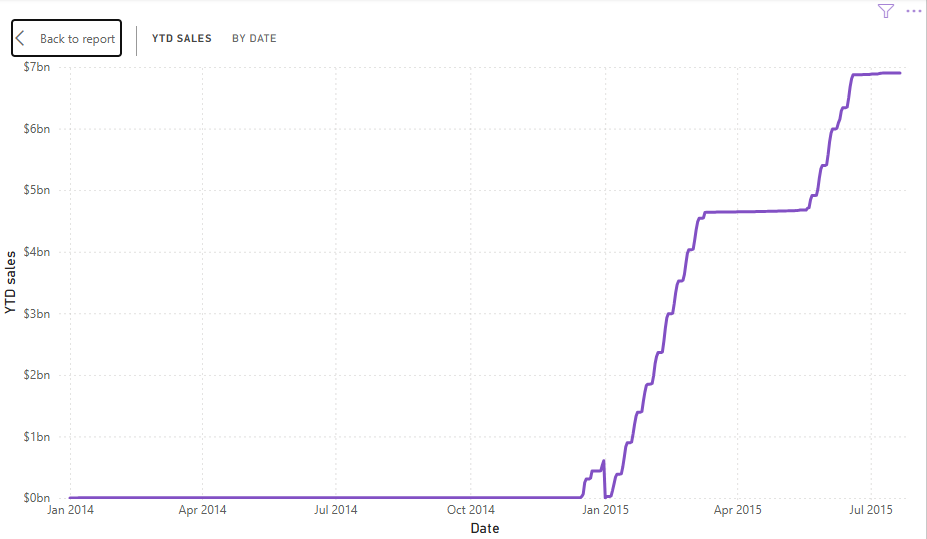 Back to report
YTD SALES
BY DATE
$7bn
$6bn
$5bn
$4bn
$3bn
$2bn
$1bn
$0bn
YTD sales
Jan 2014
Apr 2014
Jul 2014
Oct 2014
Jan 2015
Apr 2015
Jul 2015
Date